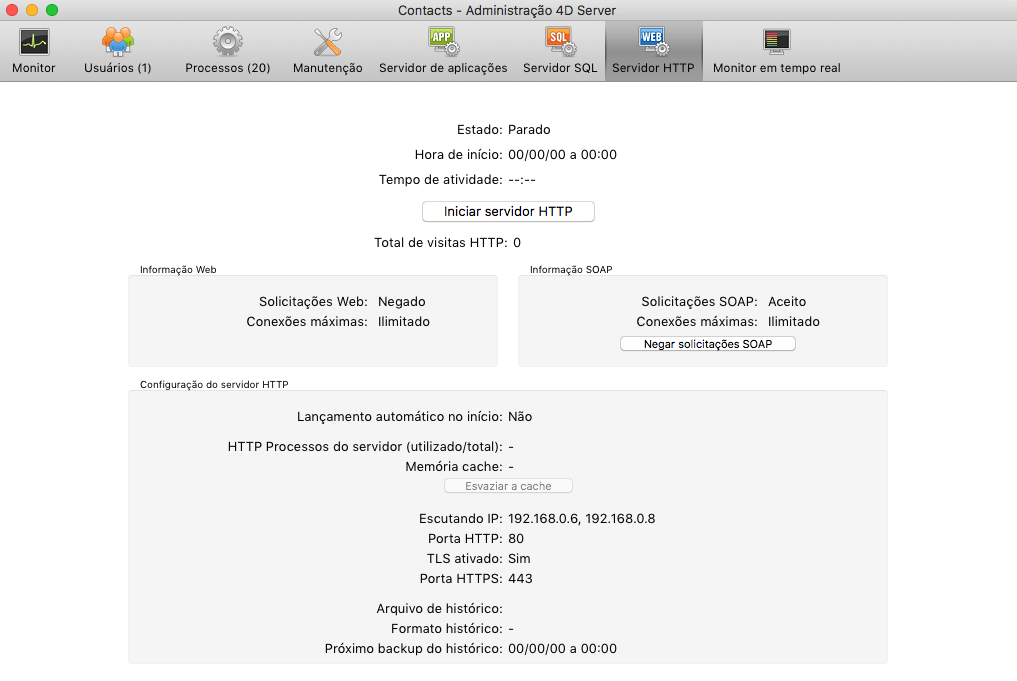 Contacts - Administração 4D Server
Monitor
Usuários (1)
Processos (20)
Manutenção
APP
Servidor de aplicações
SQL
Servidor SQL
WEB
Servidor HTTP
Monitor em tempo real
Estado: Parado
Hora de início: 00/00/00 a 00:00
Tempo de atividade: --:--
Iniciar servidor HTTP
Total de visitas HTTP: 0
Informação Web
Solicitações Web: Negado
Conexões máximas: Ilimitado
Informação SOAP
Solicitações SOAP: Aceito
Conexões máximas: Ilimitado
Negar solicitações SOAP
Configuração do servidor HTTP
Lançamento automático no início: Não
HTTP Processos do servidor (utilizado/total): -
Memória cache: -
Esvaziar a cache
Escutando IP: 192.168.0.6, 192.168.0.8
Porta HTTP: 80
TLS ativado: Sim
Porta HTTPS: 443
Arquivo de histórico:
Formato histórico: -
Próximo backup do histórico: 00/00/00 a 00:00